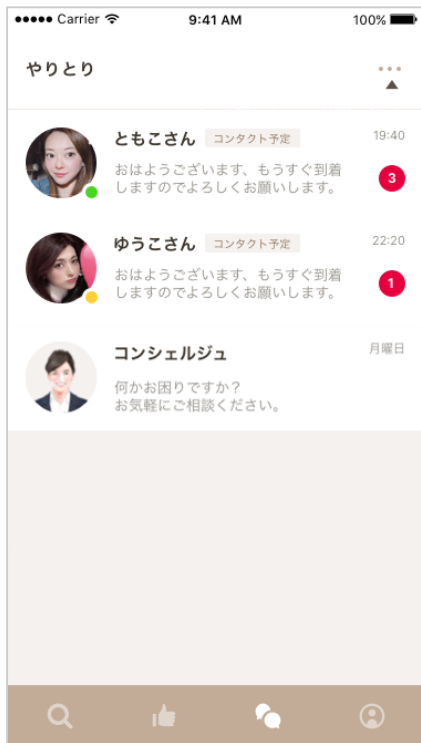 Carrier 9:41 AM 100%
やりとり
ともこさん コンタクト予定 19:40
おはようございます、もうすぐ到着
しますのでよろしくお願いします。
3
ゆうこさん コンタクト予定 22:20
おはようございます、もうすぐ到着
しますのでよろしくお願いします。
1
コンシェルジュ 月曜日
何かお困りですか？
お気軽にご相談ください。